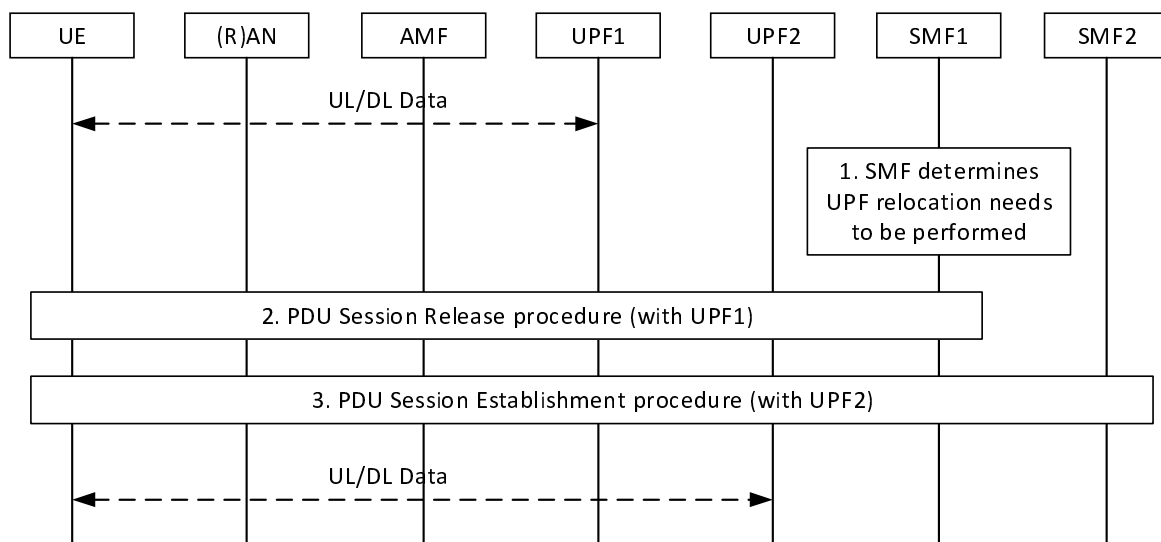 UE
(R)AN
AMF
UPF1
UPF2
SMF1
SMF2
UL/DL Data
1. SMF determines
UPF relocation needs
to be performed
2. PDU Session Release procedure (with UPF1)
3. PDU Session Establishment procedure (with UPF2)
UL/DL Data